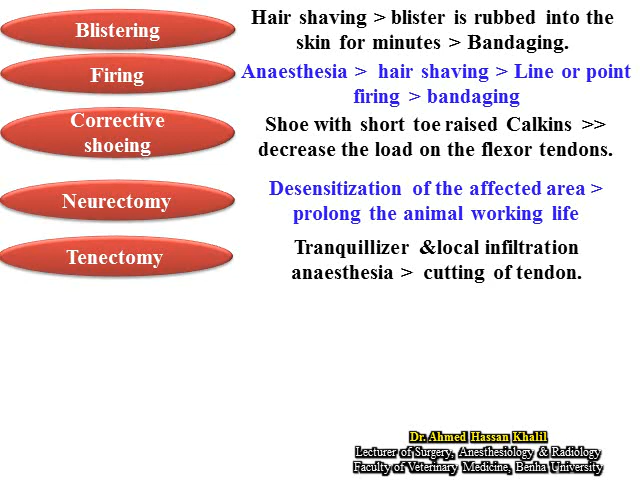 Blistering
Hair shaving > blister is rubbed into the
skin for minutes > Bandaging.
Firing
Anaesthesia > hair shaving > Line or point
firing > bandaging
Corrective
shoeing
Shoe with short toe raised Calkins >>
decrease the load on the flexor tendons.
Neurectomy
Desensitization of the affected area >
prolong the animal working life
Tenectomy
Tranquillizer &local infiltration
anaesthesia > cutting of tendon.
Dr. Ahmed Hassan Khalil
Lecturer of Surgery, Anesthesiology & Radiology
Faculty of Veterinary Medicine, Benha University